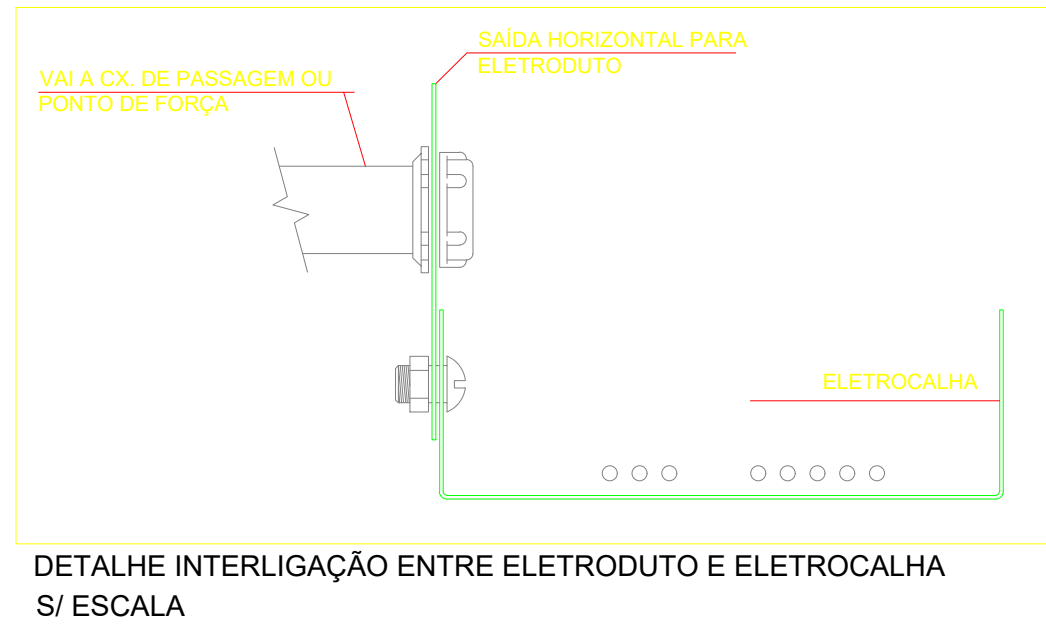 SAÍDA HORIZONTAL PARA
ELETRODUTO
VAI A CX. DE PASSAGEM OU
PONTO DE FORÇA
ELETROCALHA
DETALHE INTERLIGAÇÃO ENTRE ELETRODUTO E ELETROCALHA
S/ ESCALA